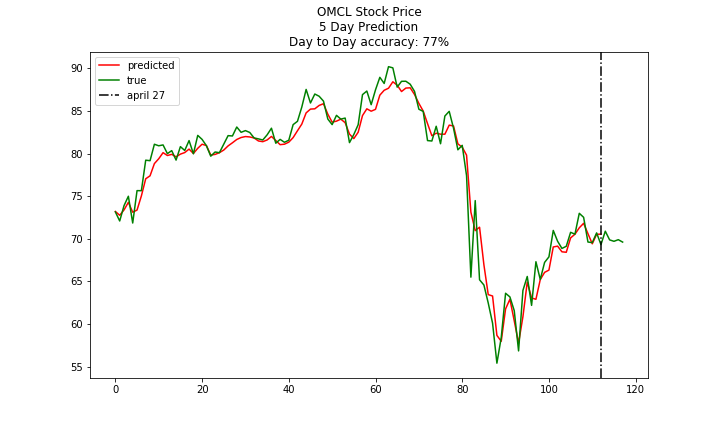 OMCL Stock Price
5 Day Prediction
Day to Day accuracy: 77%
predicted
true
april 27
90
85
80
75
70
65
60
55
0 20 40 60 80 100 120